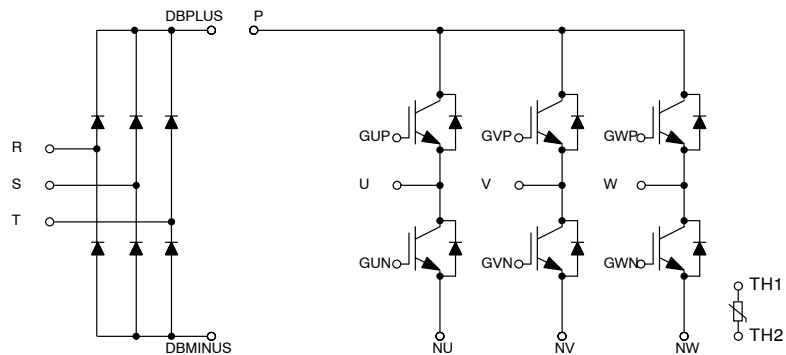 DBPLUS P
R
S
T
GUP GVP GWP
U V W
GUN GVN GWN
TH1
TH2
DBMINUS NU NV NW